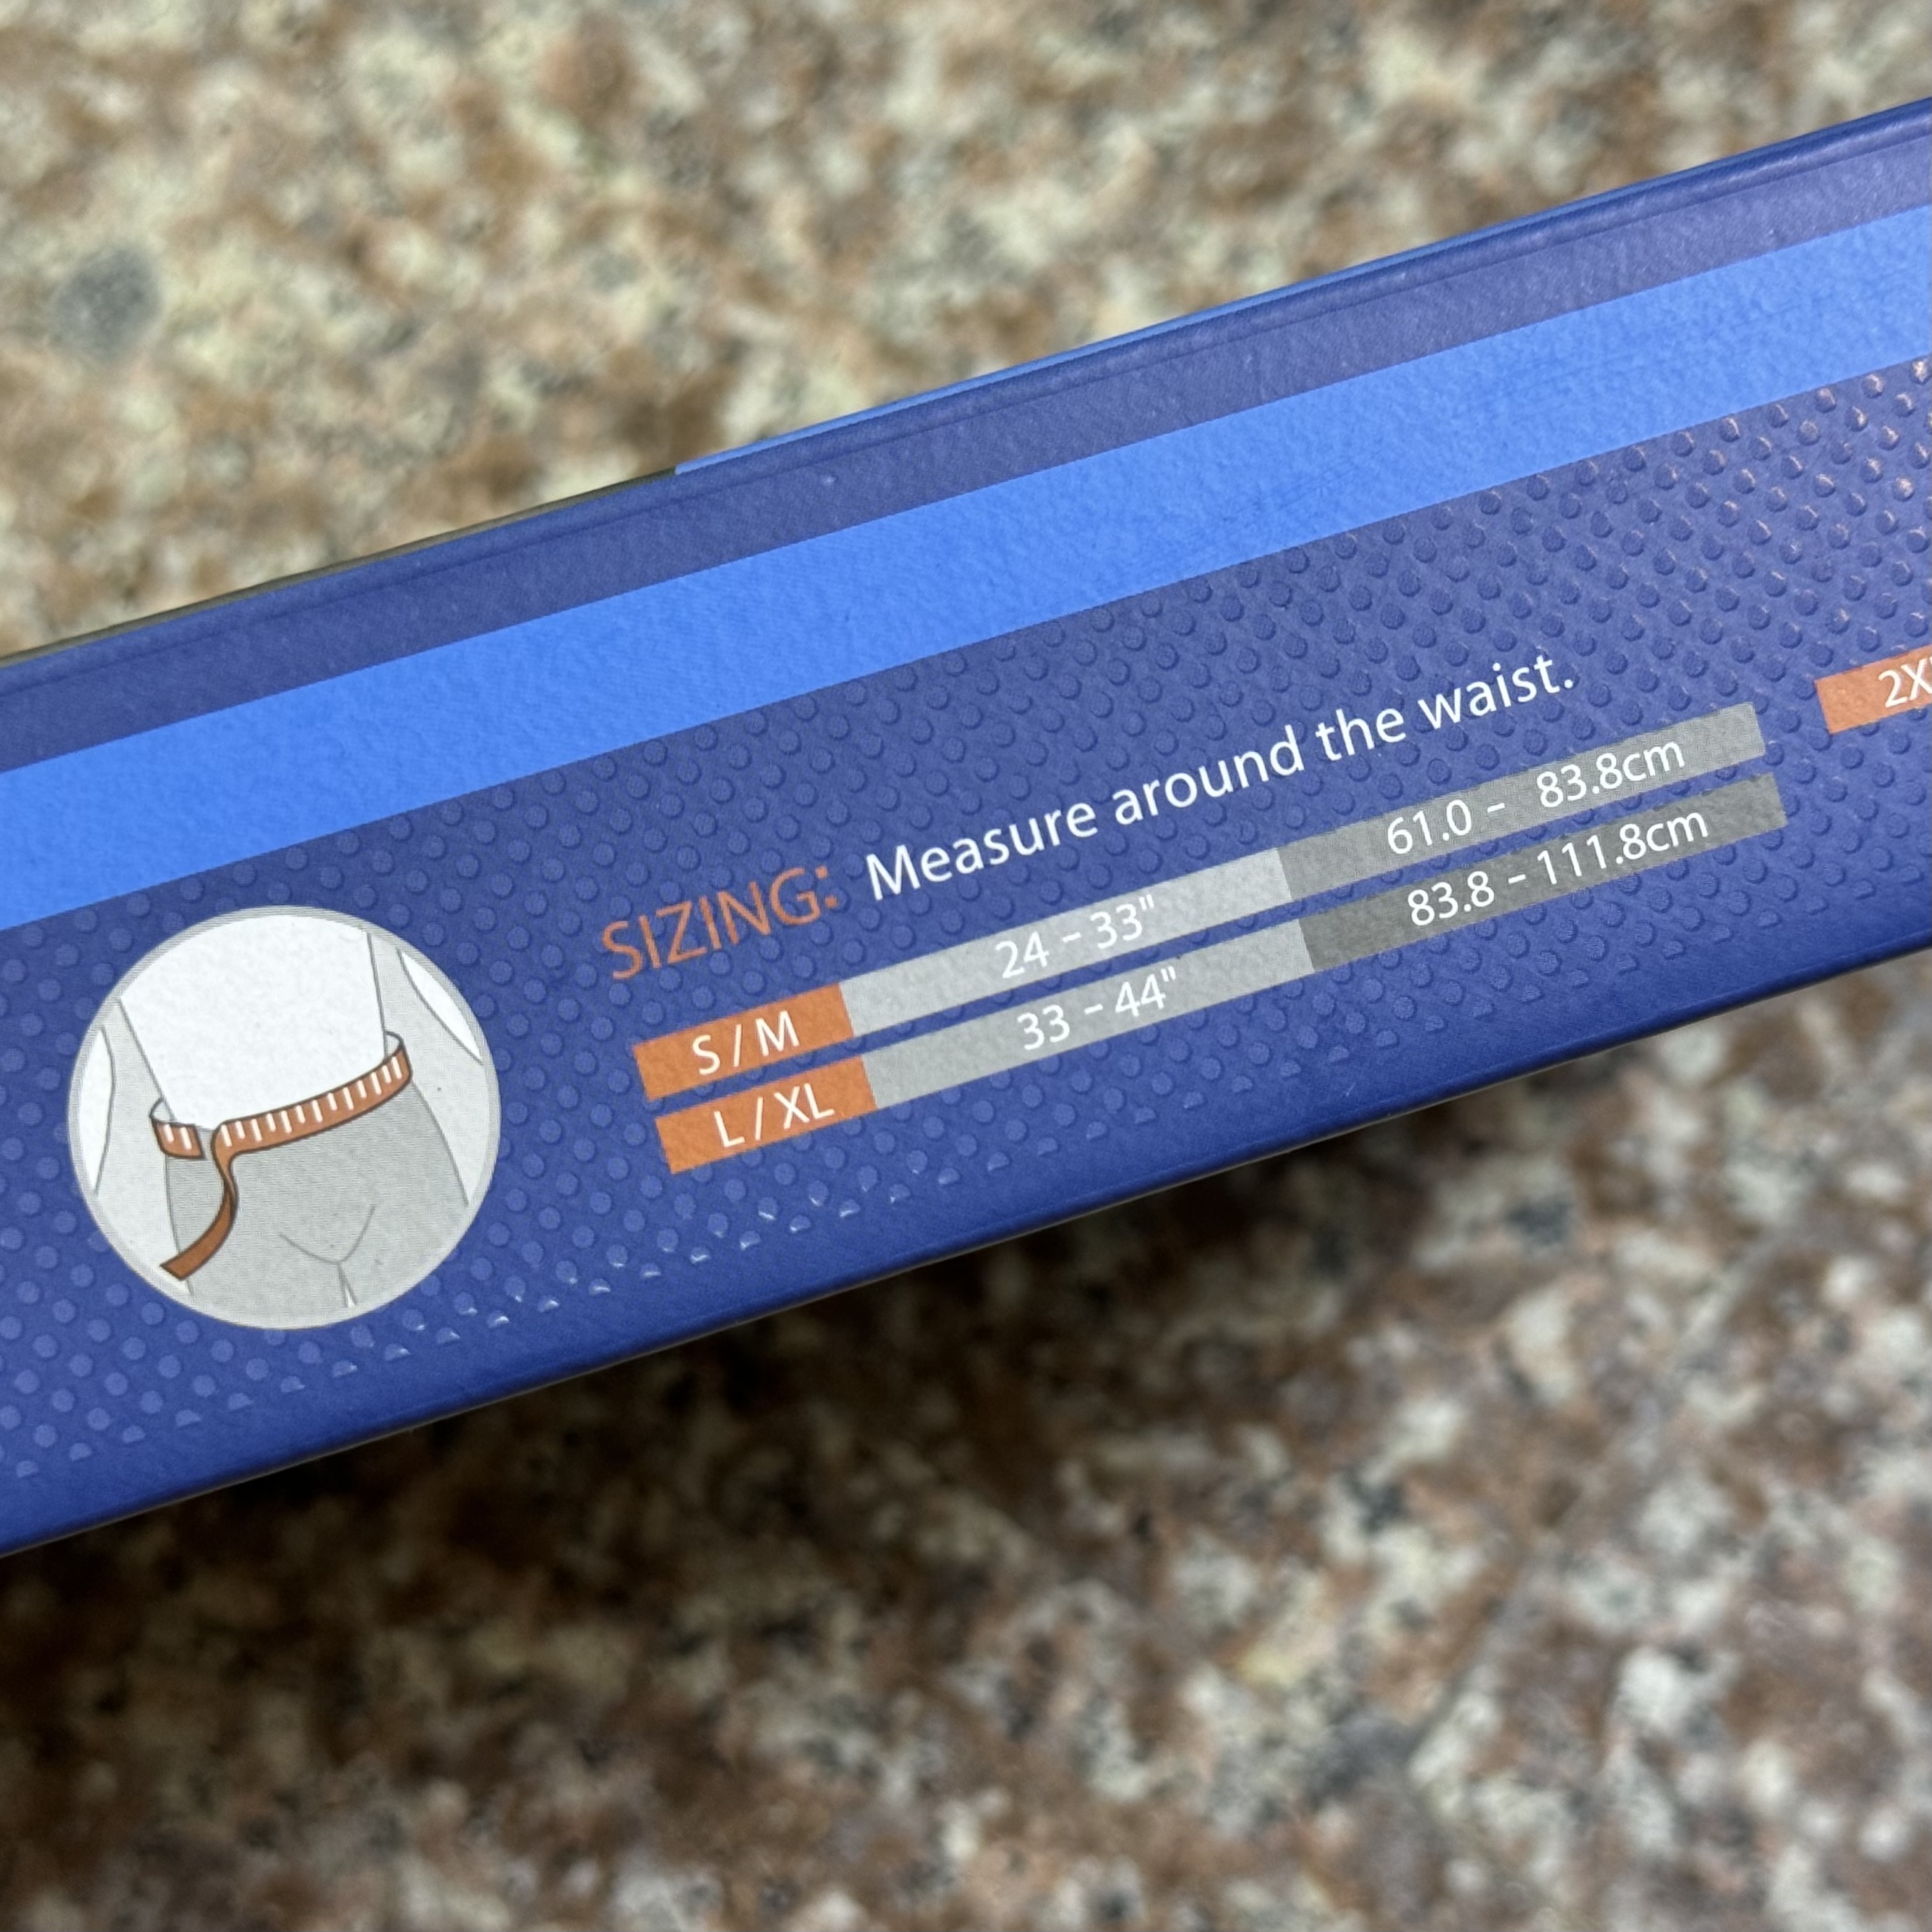 SIZING: Measure around the waist.
S / M 24 - 33" 61.0 - 83.8cm
L / XL 33 - 44" 83.8 - 111.8cm